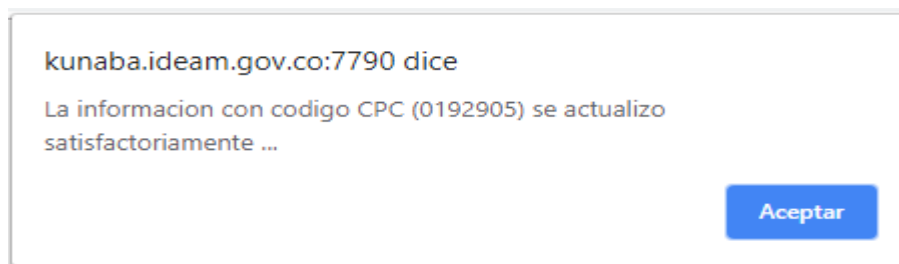 kunaba.ideam.gov.co:7790 dice
La informacion con codigo CPC (0192905) se actualizo
satisfactoriamente ...
Aceptar